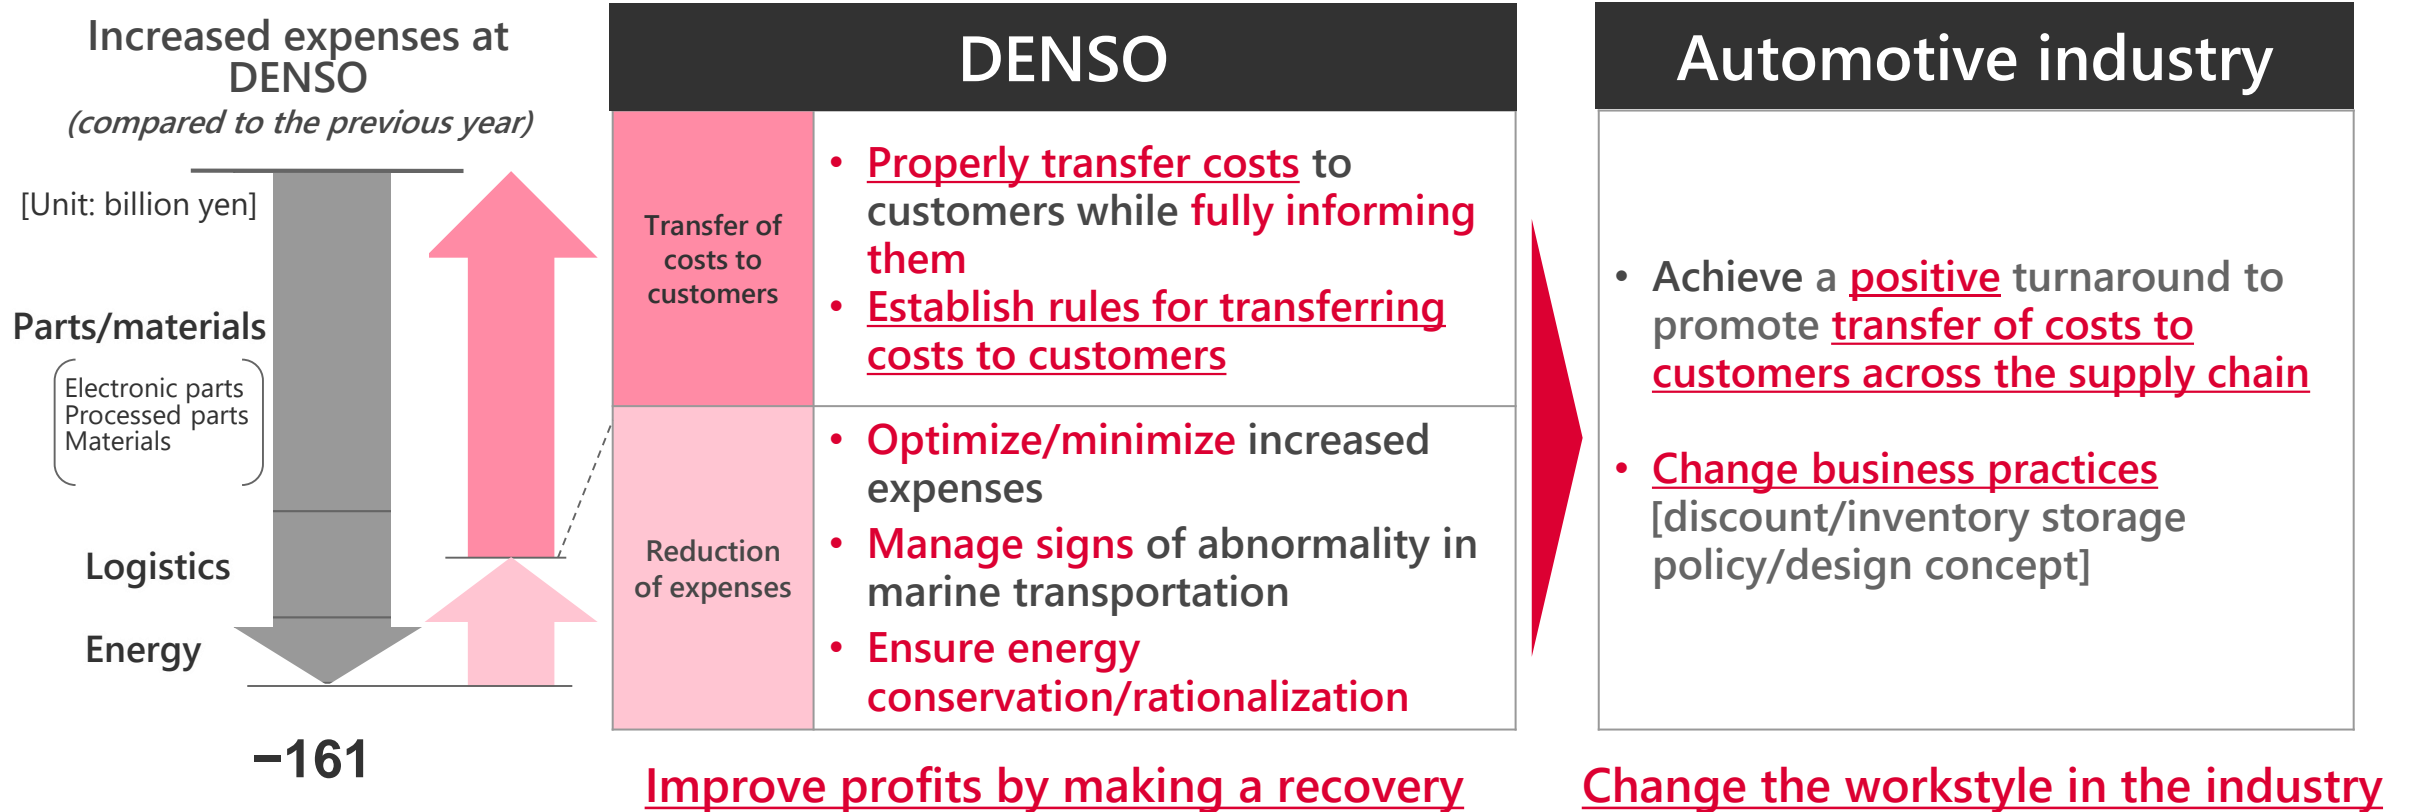 Increased expenses at
DENSO
(compared to the previous year)
[Unit: billion yen]
Parts/materials
Electronic parts
Processed parts
Materials
Logistics
Energy
−161
DENSO
Transfer of
costs to
customers
• Properly transfer costs to
customers while fully informing
them
• Establish rules for transferring
costs to customers
Reduction
of expenses
• Optimize/minimize increased
expenses
• Manage signs of abnormality in
marine transportation
• Ensure energy
conservation/rationalization
Improve profits by making a recovery
Automotive industry
• Achieve a positive turnaround to
promote transfer of costs to
customers across the supply chain
• Change business practices
[discount/inventory storage
policy/design concept]
Change the workstyle in the industry